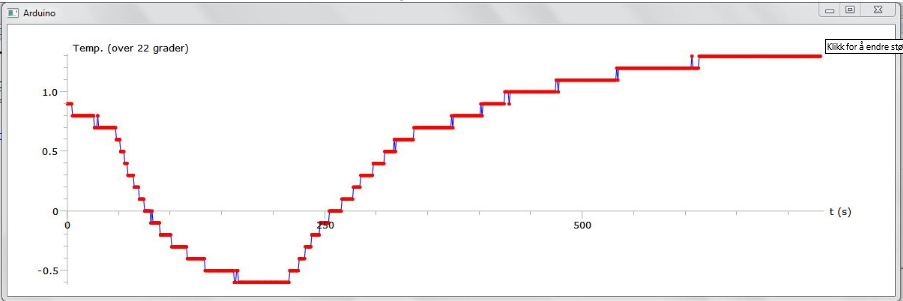 Arduino
Temp. (over 22 grader)
Klikk for å endre stø
1.0
0.5
0
-0.5
0
250
500
t (s)